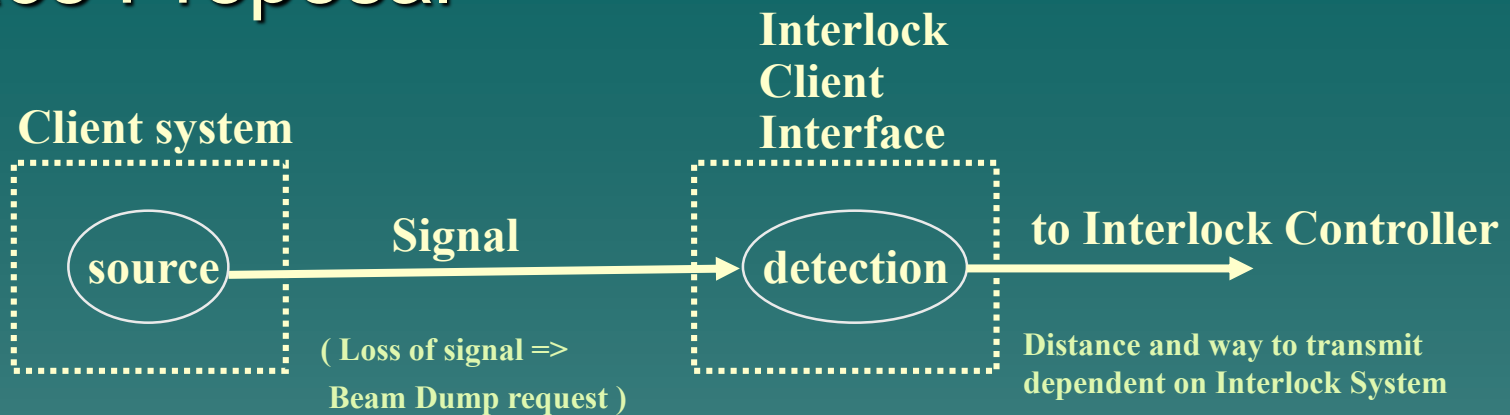 Proposal
Interlock
Client
Interface
Client system
source
Signal
detection
to Interlock Controller
( Loss of signal =>
Beam Dump request )
Distance and way to transmit
dependent on Interlock System